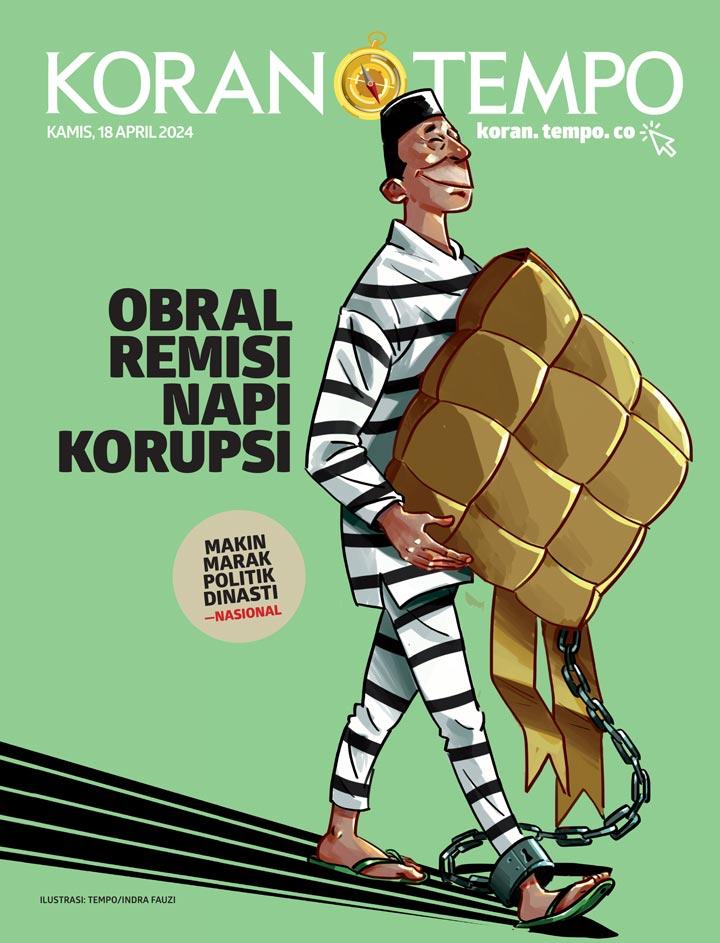 KORAN TEMPO
KAMIS, 18 APRIL 2024
koran. tempo. co
OBRAL
REMISI
NAPI
KORUPSI
MAKIN
MARAK
POLITIK
DINASTI
—NASIONAL
ILUSTRASI: TEMPO/INDRA FAUZI